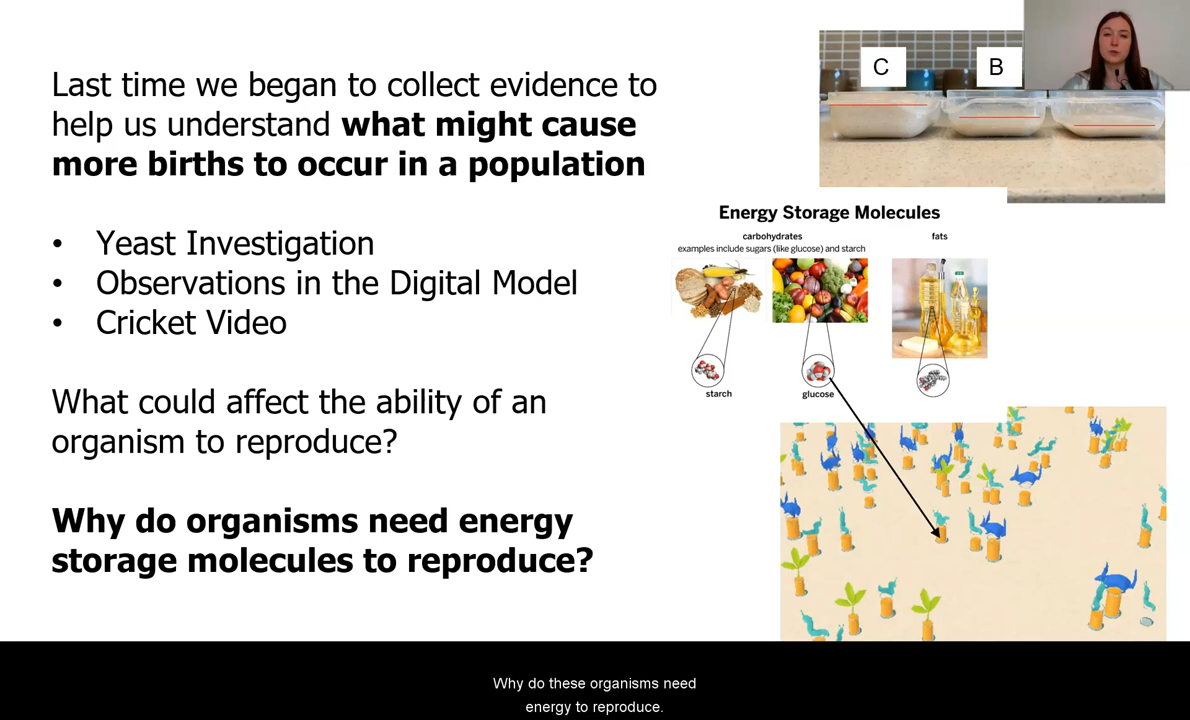 Last time we began to collect evidence to
help us understand what might cause
more births to occur in a population
• Yeast Investigation
• Observations in the Digital Model
• Cricket Video
What could affect the ability of an
organism to reproduce?
Why do organisms need energy
storage molecules to reproduce?
C
B
Energy Storage Molecules
carbohydrates
examples include sugars (like glucose) and starch
fats
starch
glucose
Why do these organisms need
energy to reproduce.